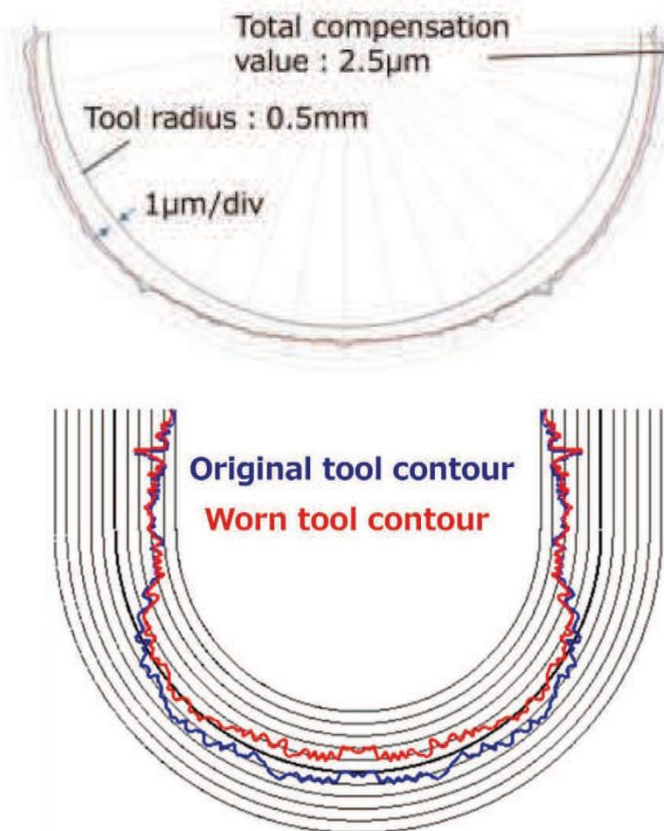 Total compensation
value : 2.5μm
Tool radius : 0.5mm
1μm/div
Original tool contour
Worn tool contour